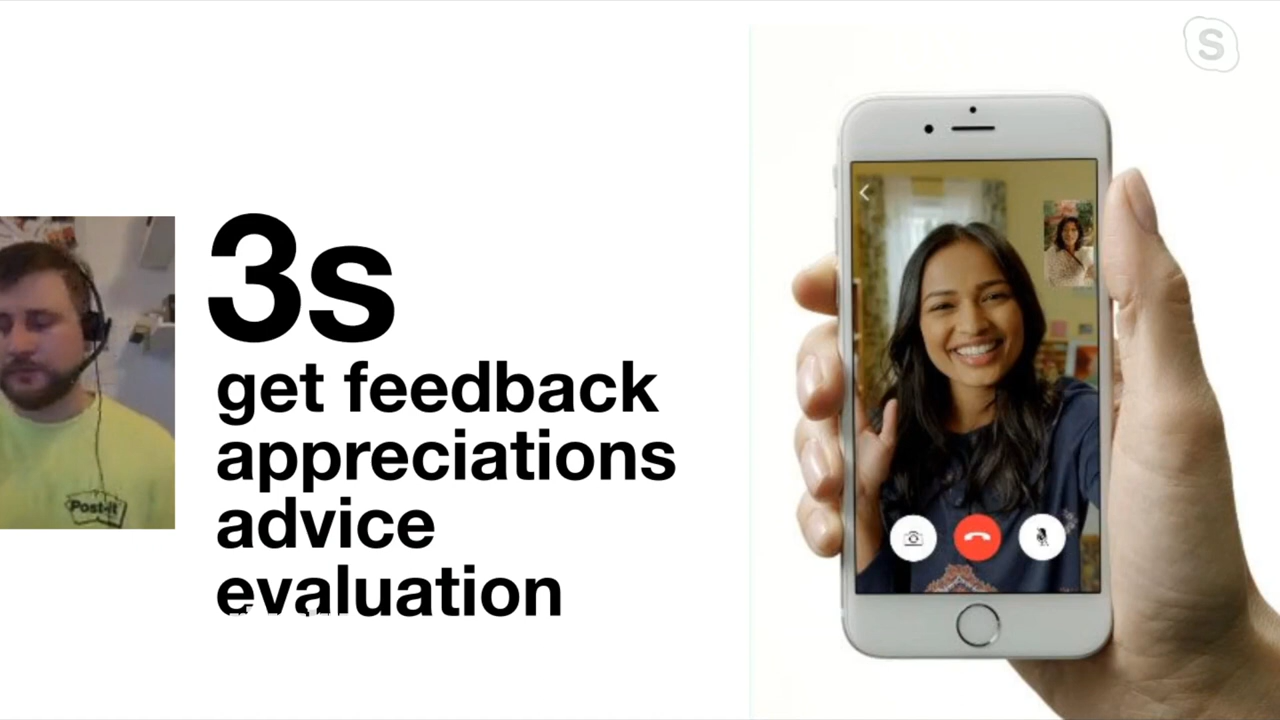 S
3s
get feedback
appreciations
advice
evaluation
Post-it